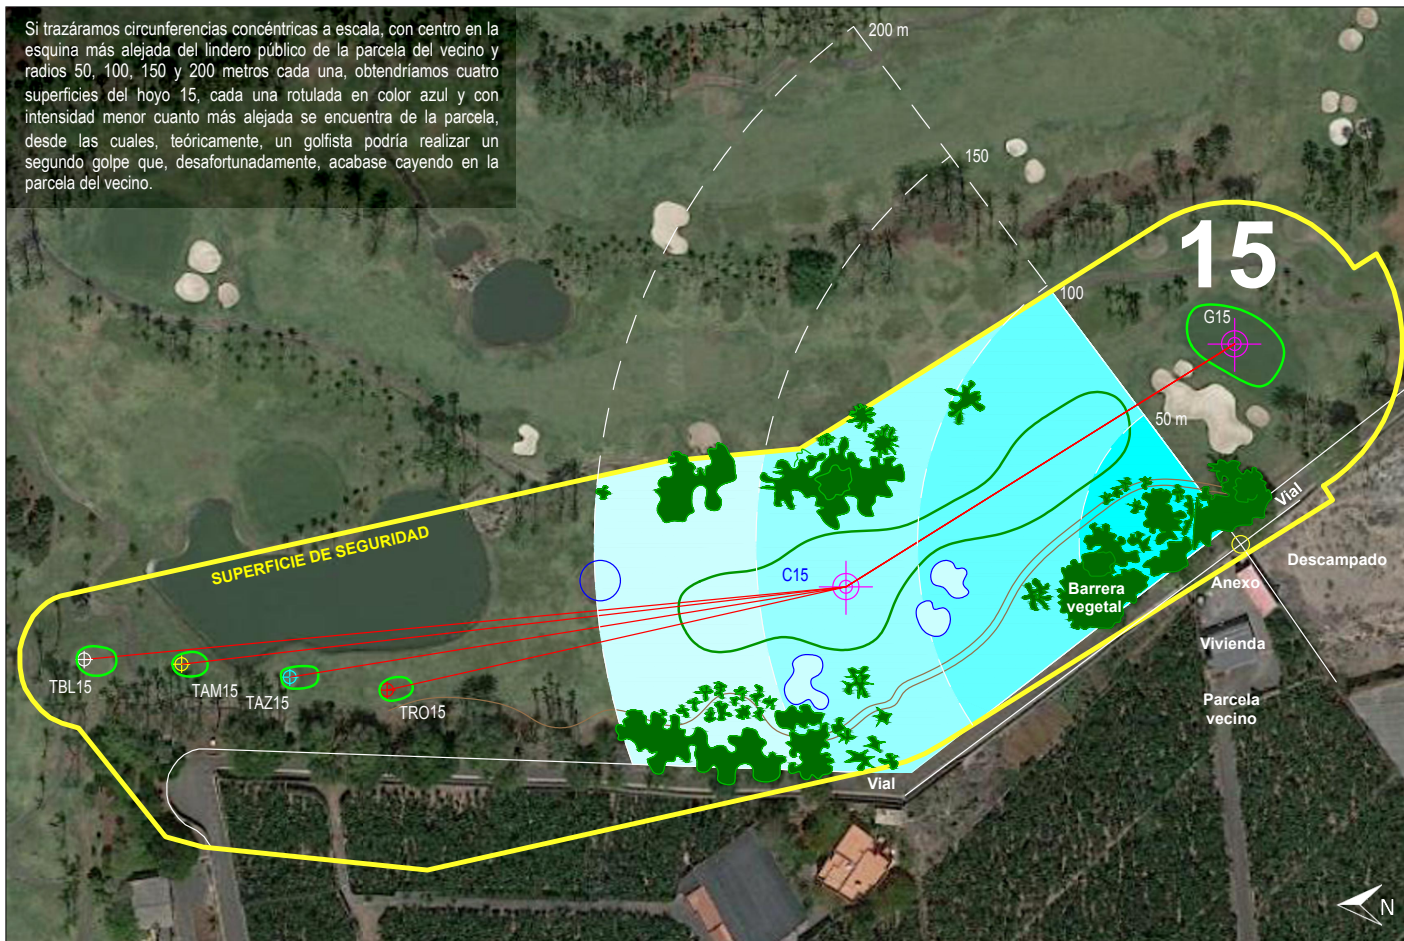 Si trazáramos circunferencias concéntricas a escala, con centro en la
esquina más alejada del lindero público de la parcela del vecino y
radios 50, 100, 150 y 200 metros cada una, obtendríamos cuatro
superficies del hoyo 15, cada una rotulada en color azul y con
intensidad menor cuanto más alejada se encuentra de la parcela,
desde las cuales, teóricamente, un golfista podría realizar un
segundo golpe que, desafortunadamente, acabase cayendo en la
parcela del vecino.
200 m
150
100
15
G15
50 m
Vial
SUPERFICIE DE SEGURIDAD
C15
Descampado
Anexo
Barrera
vegetal
Vivienda
Parcela
vecino
TBL15
TAM15
TAZ15
TRO15
Vial
N